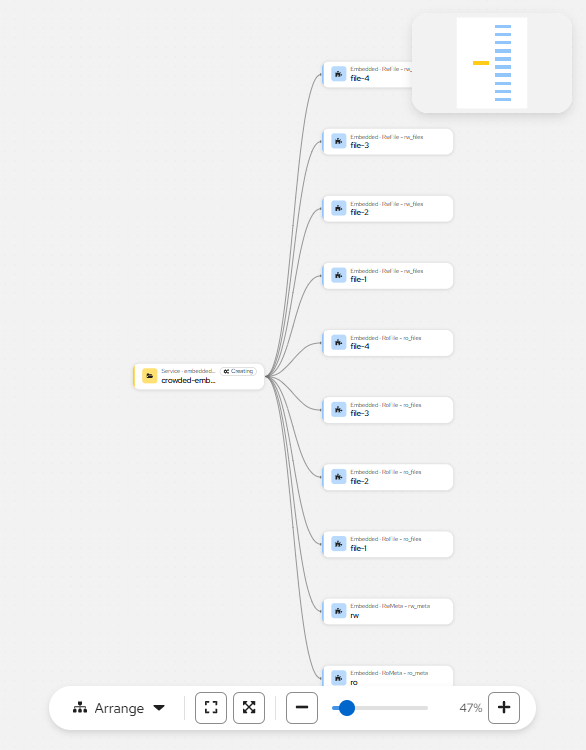 Embedded · RwFile – rw_
file-4
Embedded · RwFile – rw_files
file-3
Embedded · RwFile – rw_files
file-2
Embedded · RwFile – rw_files
file-1
Embedded · RoFile – ro_files
file-4
Service · embedded...
Creating
crowded-emb...
Embedded · RoFile – ro_files
file-3
Embedded · RoFile – ro_files
file-2
Embedded · RoFile – ro_files
file-1
Embedded · RwMeta – rw_meta
rw
Embedded · RoMeta – ro_meta
ro
Arrange
47%